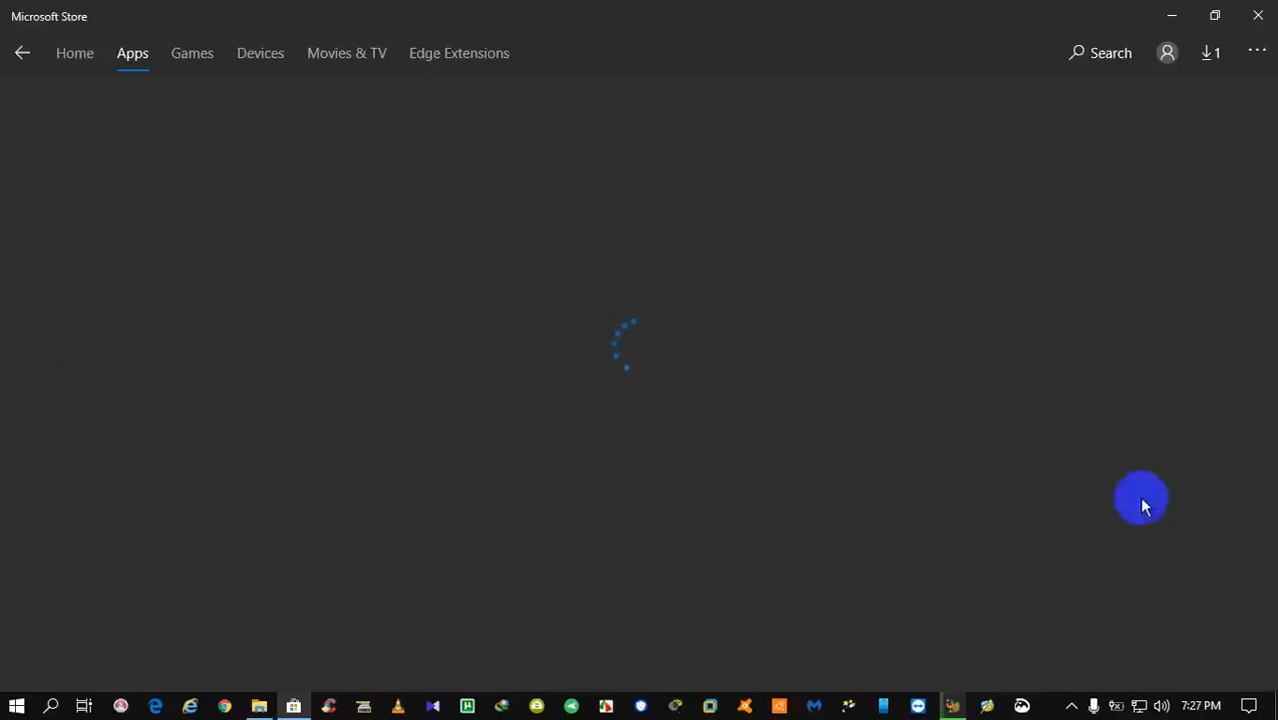 Microsoft Store
Home Apps Games Devices Movies & TV Edge Extensions Search 1
7:27 PM